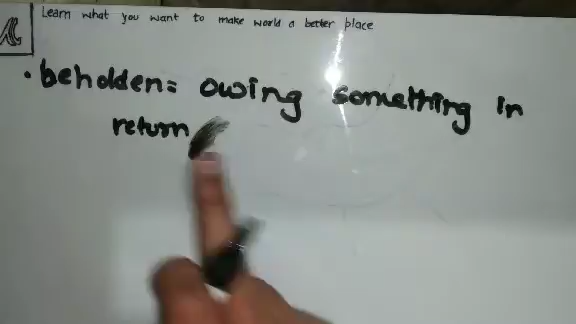 Learn what you want to make world a better place
• beholden= owing something in
return